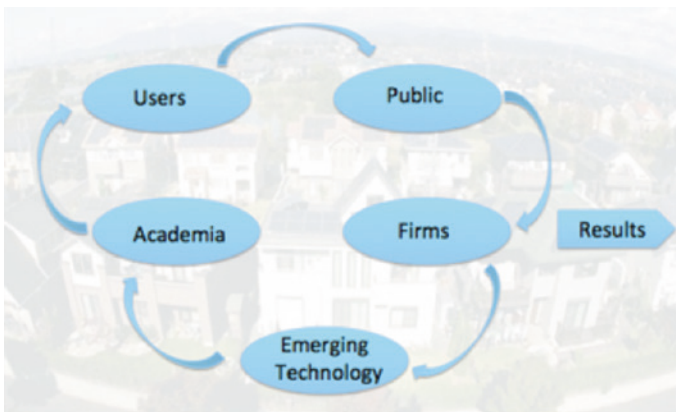 Users
Public
Academia
Firms
Results
Emerging
Technology